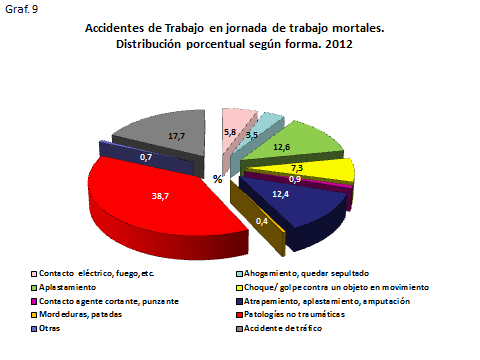 Graf. 9
Accidentes de Trabajo en jornada de trabajo mortales.
Distribución porcentual según forma. 2012
5,8
3,5
12,6
7,3
0,9
12,4
0,4
38,7
0,7
17,7
%
Contacto eléctrico, fuego,etc.
Ahogamiento, quedar sepultado
Aplastamiento
Choque/ golpe contra un objeto en movimiento
Contacto agente cortante, punzante
Atrapamiento, aplastamiento, amputación
Mordeduras, patadas
Patologías no traumáticas
Otras
Accidente de tráfico